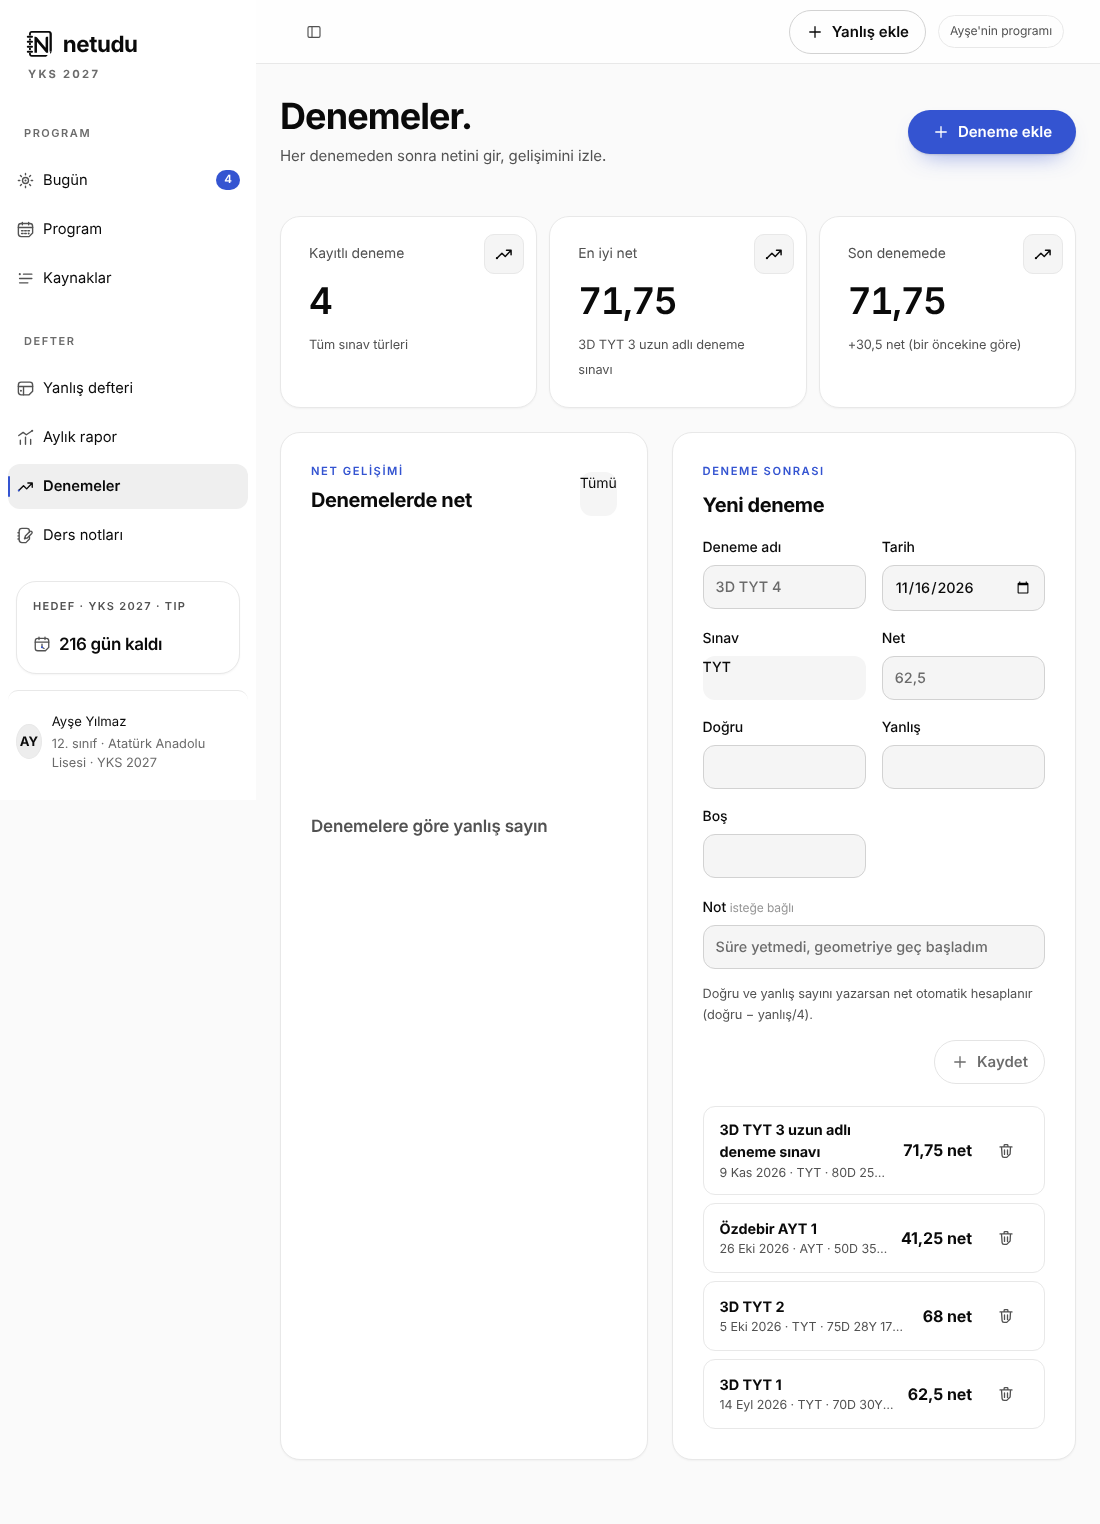 netudu
YKS 2027
PROGRAM
Bugün
4
Program
Kaynaklar
DEFTER
Yanlış defteri
Aylık rapor
Denemeler
Ders notları
HEDEF · YKS 2027 · TIP
216 gün kaldı
AY
Ayşe Yılmaz
12. sınıf · Atatürk Anadolu
Lisesi · YKS 2027
Yanlış ekle
Ayşe'nin programı
Denemeler.
Her denemeden sonra netini gir, gelişimini izle.
Deneme ekle
Kayıtlı deneme
4
Tüm sınav türleri
En iyi net
71,75
3D TYT 3 uzun adlı deneme
sınavı
Son denemede
71,75
+30,5 net (bir öncekine göre)
NET GELİŞİMİ
Denemelerde net
Tümü
Denemelere göre yanlış sayın
DENEME SONRASI
Yeni deneme
Deneme adı
Tarih
3D TYT 4
11/16/2026
Sınav
Net
TYT
62,5
Doğru
Yanlış
Boş
Not isteğe bağlı
Süre yetmedi, geometriye geç başladım
Doğru ve yanlış sayını yazarsan net otomatik hesaplanır
(doğru − yanlış/4).
Kaydet
3D TYT 3 uzun adlı
deneme sınavı
9 Kas 2026 · TYT · 80D 25...
71,75 net
Özdebir AYT 1
26 Eki 2026 · AYT · 50D 35...
41,25 net
3D TYT 2
5 Eki 2026 · TYT · 75D 28Y 17...
68 net
3D TYT 1
14 Eyl 2026 · TYT · 70D 30Y...
62,5 net